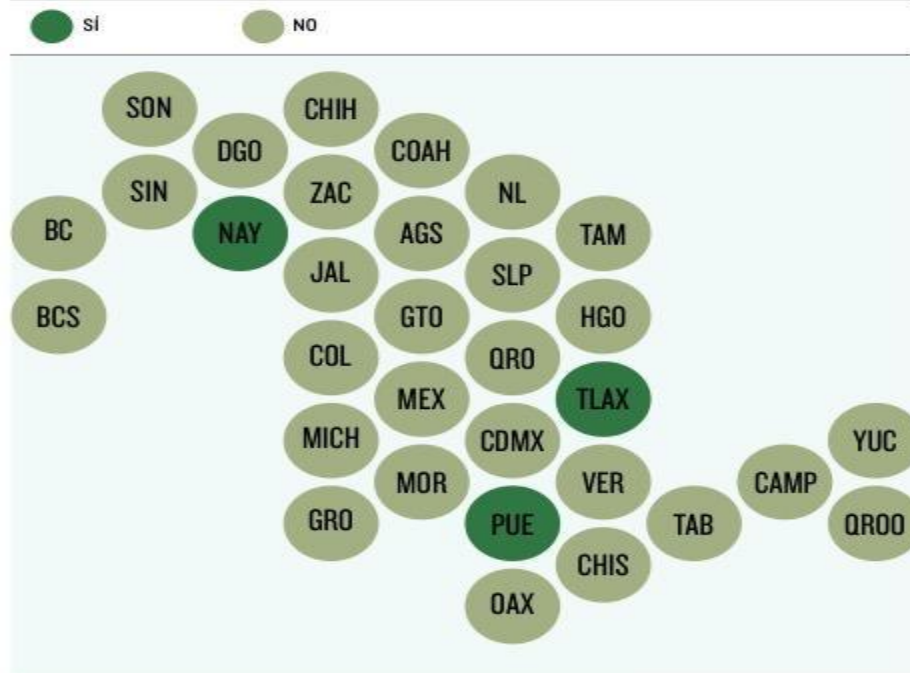 SÍ NO
SON CHIH
DGO COAH
SIN ZAC NL
BC NAY AGS TAM
JAL SLP
BCS GTO HGO
COL QRO
MEX TLAX
MICH CDMX YUC
MOR VER CAMP
GRO PUE TAB QROO
CHIS
OAX